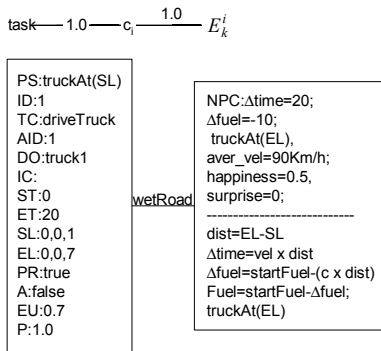 task 1.0 cᵢ 1.0 Eₖⁱ
PS:truckAt(SL)
ID:1
TC:driveTruck
AID:1
DO:truck1
IC:
ST:0
ET:20
SL:0,0,1
EL:0,0,7
PR:true
A:false
EU:0.7
P:1.0
wetRoad
NPC:Δtime=20;
Δfuel=-10;
truckAt(EL),
aver_vel=90Km/h;
happiness=0.5,
surprise=0;
----------------------------
dist=EL-SL
Δtime=vel x dist
Δfuel=startFuel-(c x dist)
Fuel=startFuel-Δfuel;
truckAt(EL)